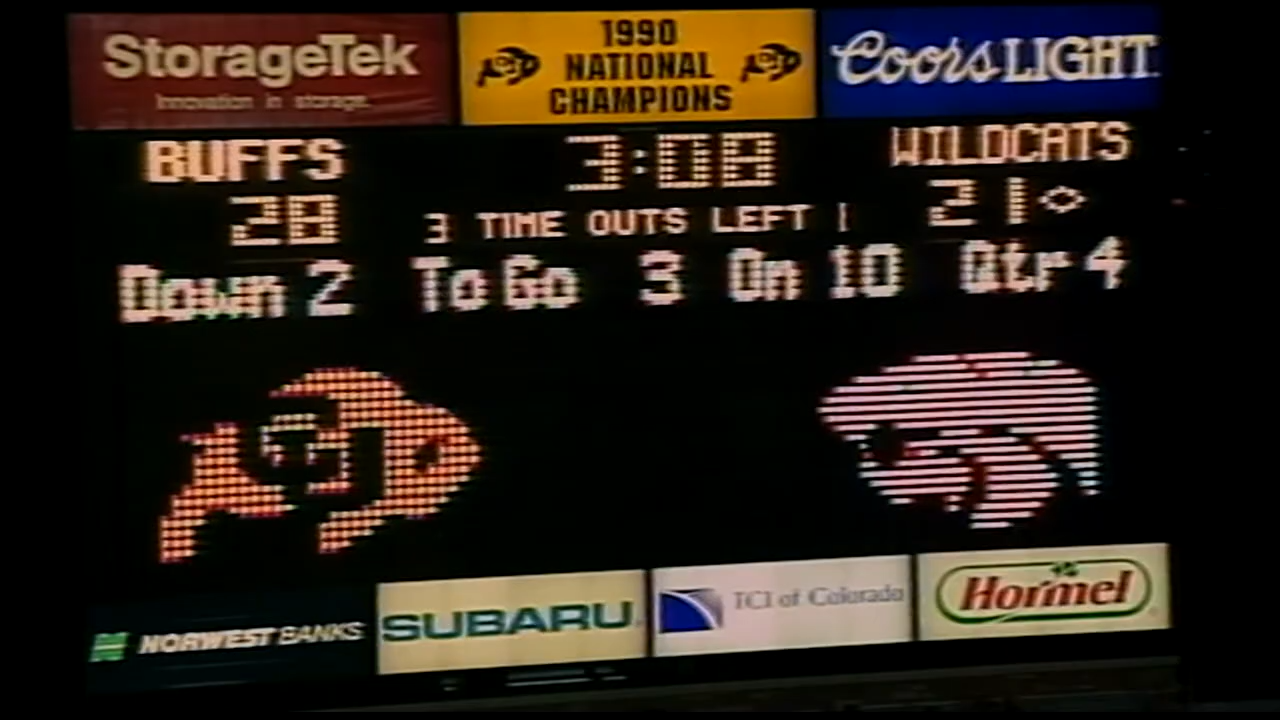 StorageTek
Innovation in storage.
1990
NATIONAL
CHAMPIONS
Coors LIGHT
BUFFS 3:08 WILDCATS
28 3 TIME OUTS LEFT 1 21
Down 2 To Go 3 On 10 Qtr 4
CU
NORWEST BANKS
SUBARU
TCI of Colorado
Hormel